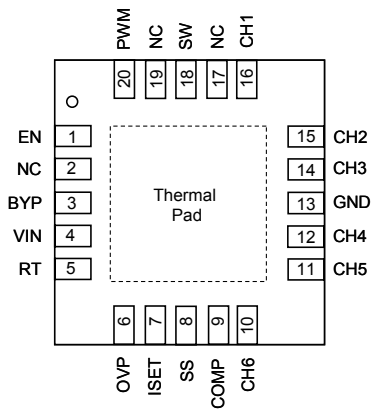 PWM NC SW NC CH1
20 19 18 17 16
EN 1 15 CH2
NC 2 14 CH3
BYP 3 13 GND
VIN 4 12 CH4
RT 5 11 CH5
Thermal
Pad
6 7 8 9 10
OVP ISET SS COMP CH6